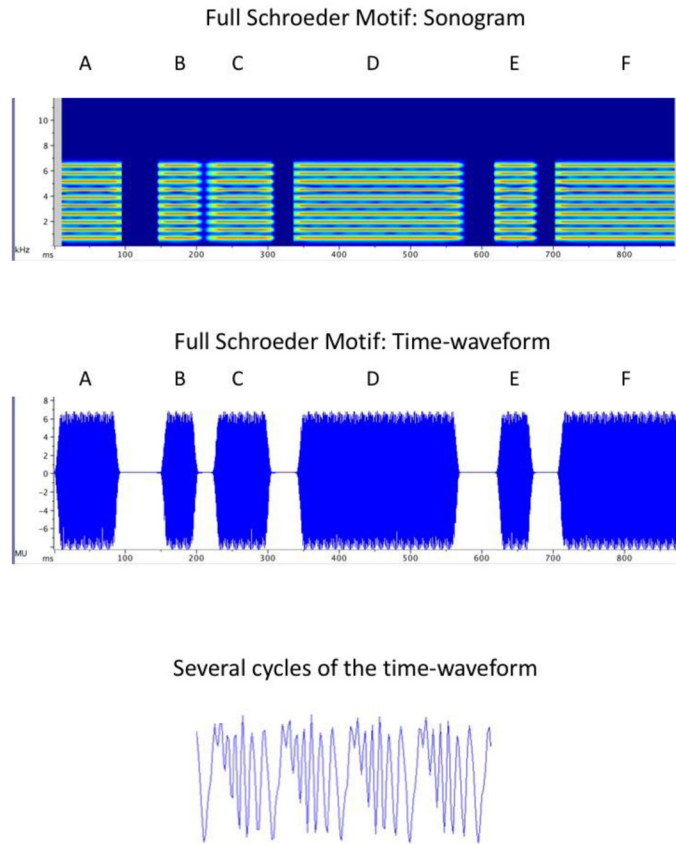 Full Schroeder Motif: Sonogram
A B C D E F
10
8
6
4
2
kHz
ms 100 200 300 400 500 600 700 800
Full Schroeder Motif: Time-waveform
A B C D E F
8
6
4
2
0
-2
-4
-6
MU
ms 100 200 300 400 500 600 700 800
Several cycles of the time-waveform